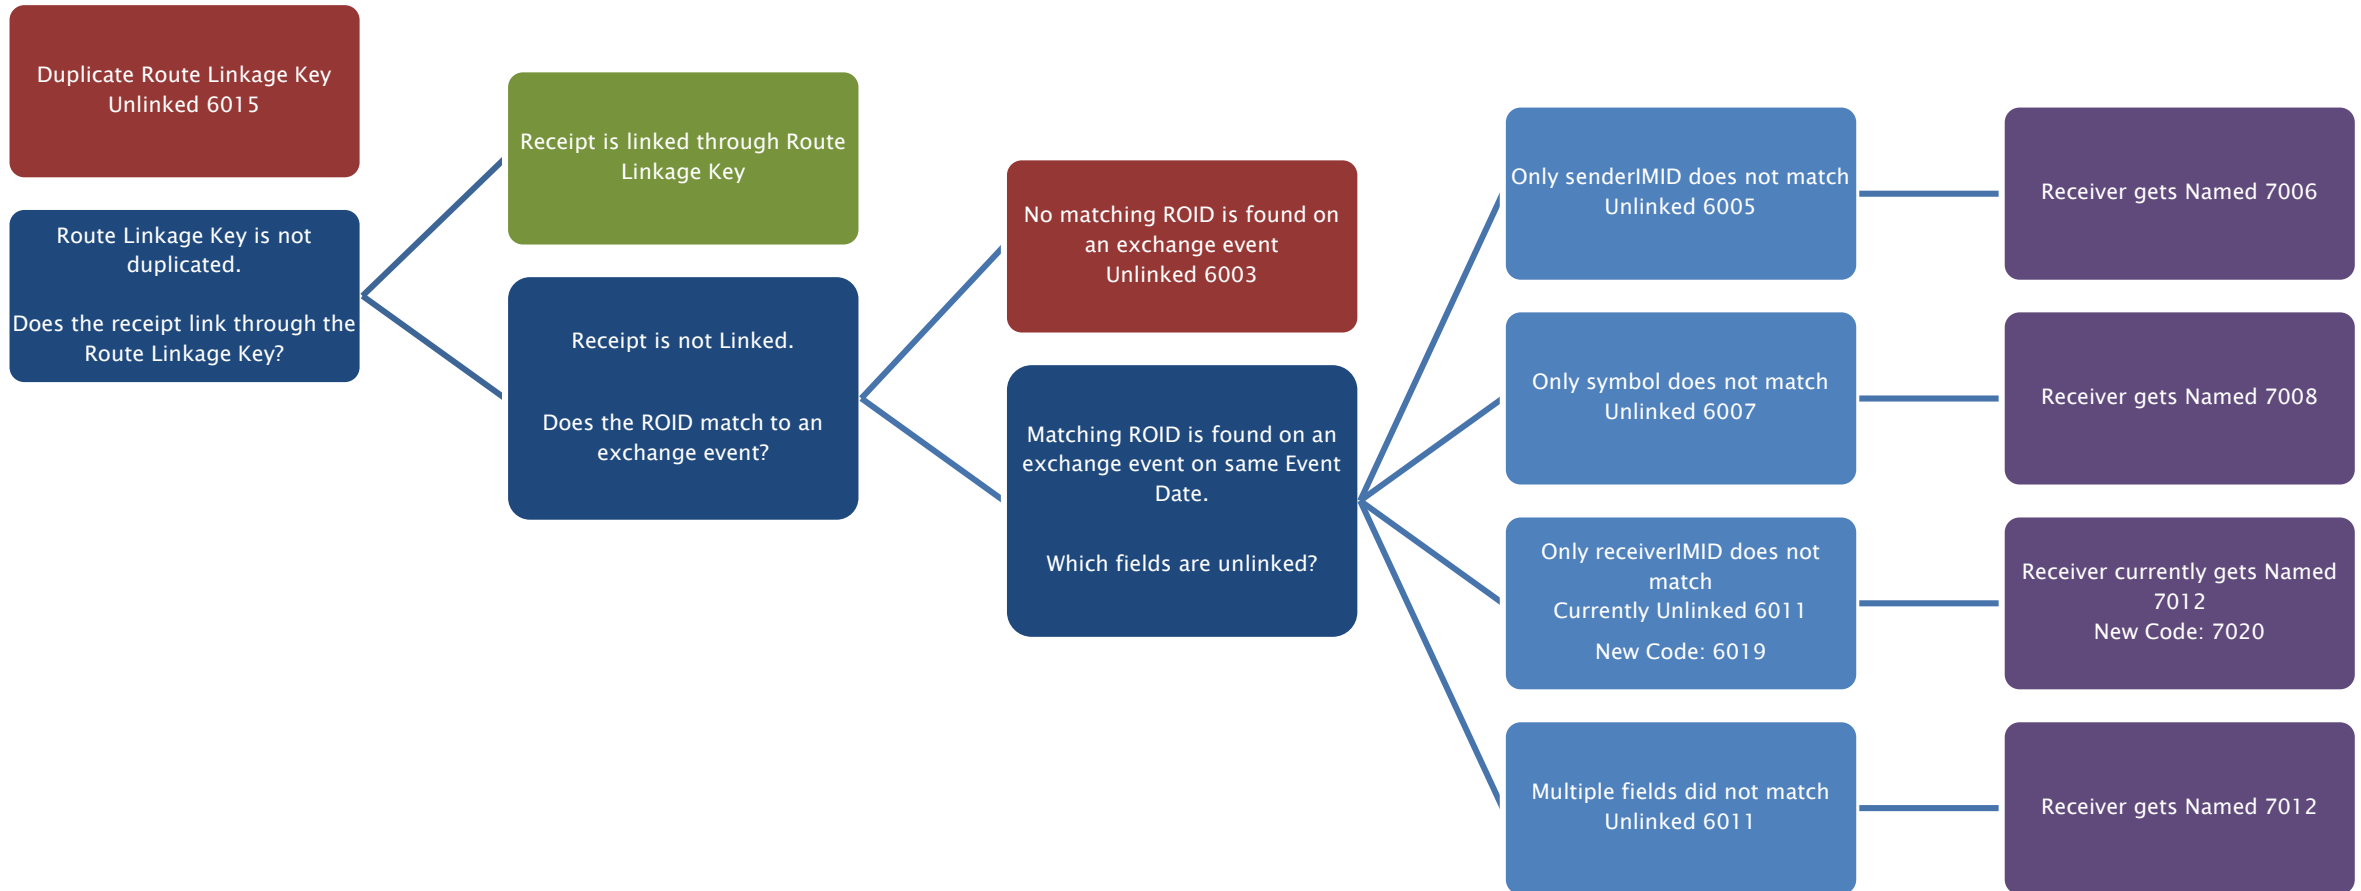 Duplicate Route Linkage Key
Unlinked 6015
Route Linkage Key is not
duplicated.
Does the receipt link through the
Route Linkage Key?
Receipt is linked through Route
Linkage Key
Receipt is not Linked.
Does the ROID match to an
exchange event?
No matching ROID is found on
an exchange event
Unlinked 6003
Matching ROID is found on an
exchange event on same Event
Date.
Which fields are unlinked?
Only senderIMID does not match
Unlinked 6005
Receiver gets Named 7006
Only symbol does not match
Unlinked 6007
Receiver gets Named 7008
Only receiverIMID does not
match
Currently Unlinked 6011
New Code: 6019
Receiver currently gets Named
7012
New Code: 7020
Multiple fields did not match
Unlinked 6011
Receiver gets Named 7012